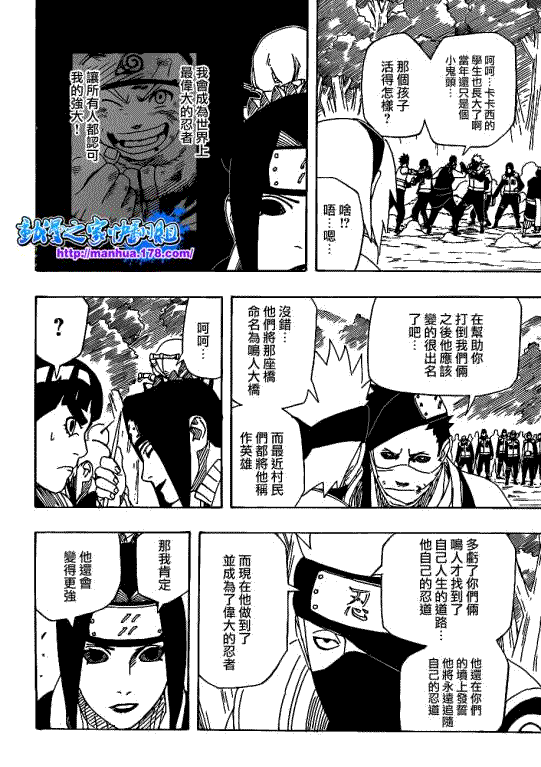 呵呵…卡卡西的
學生也長大了啊
當年還只是個
小鬼頭…
那個孩子
活得怎樣?
啥!?
唔…嗯…
我會成為世界上
最偉大的忍者
讓所有人都認可
我的強大!
http://manhua.178.com/
在幫助你
打倒我們倆
之後他應該
變的很出名
了吧…
沒錯…
他們將那座橋
命名為鳴人大橋
而最近村民
們都將他稱
作英雄
呵呵…
?
多虧了你們倆
鳴人才找到了
自己人生的道路…
他自己的忍道
他還在你們
的墳上發誓
他將永遠追隨
自己的忍道
忍
而現在他做到了
並成為了偉大的忍者
那我肯定
他還會
變得更強